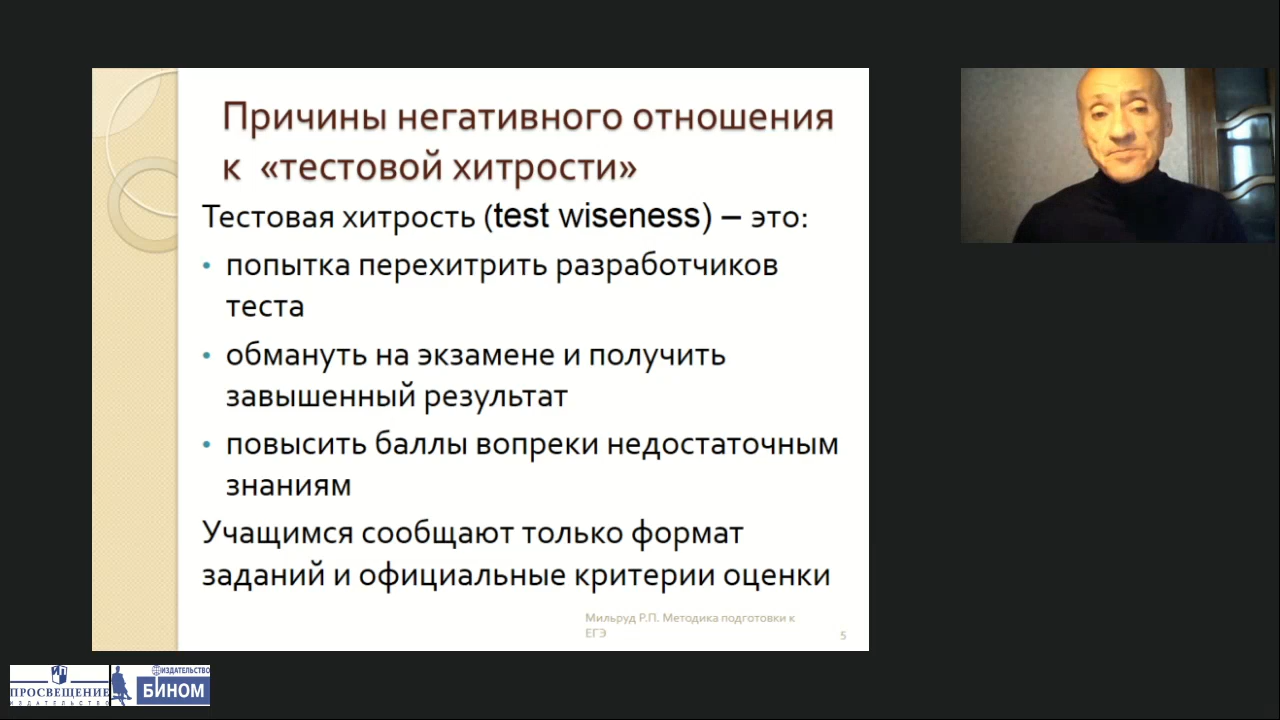 Причины негативного отношения
к «тестовой хитрости»
Тестовая хитрость (test wiseness) – это:
• попытка перехитрить разработчиков
теста
• обмануть на экзамене и получить
завышенный результат
• повысить баллы вопреки недостаточным
знаниям
Учащимся сообщают только формат
заданий и официальные критерии оценки
Мильруд Р.П. Методика подготовки к
ЕГЭ
5
ПРОСВЕЩЕНИЕ
ИЗДАТЕЛЬСТВО
ИЗДАТЕЛЬСТВО
БИНОМ